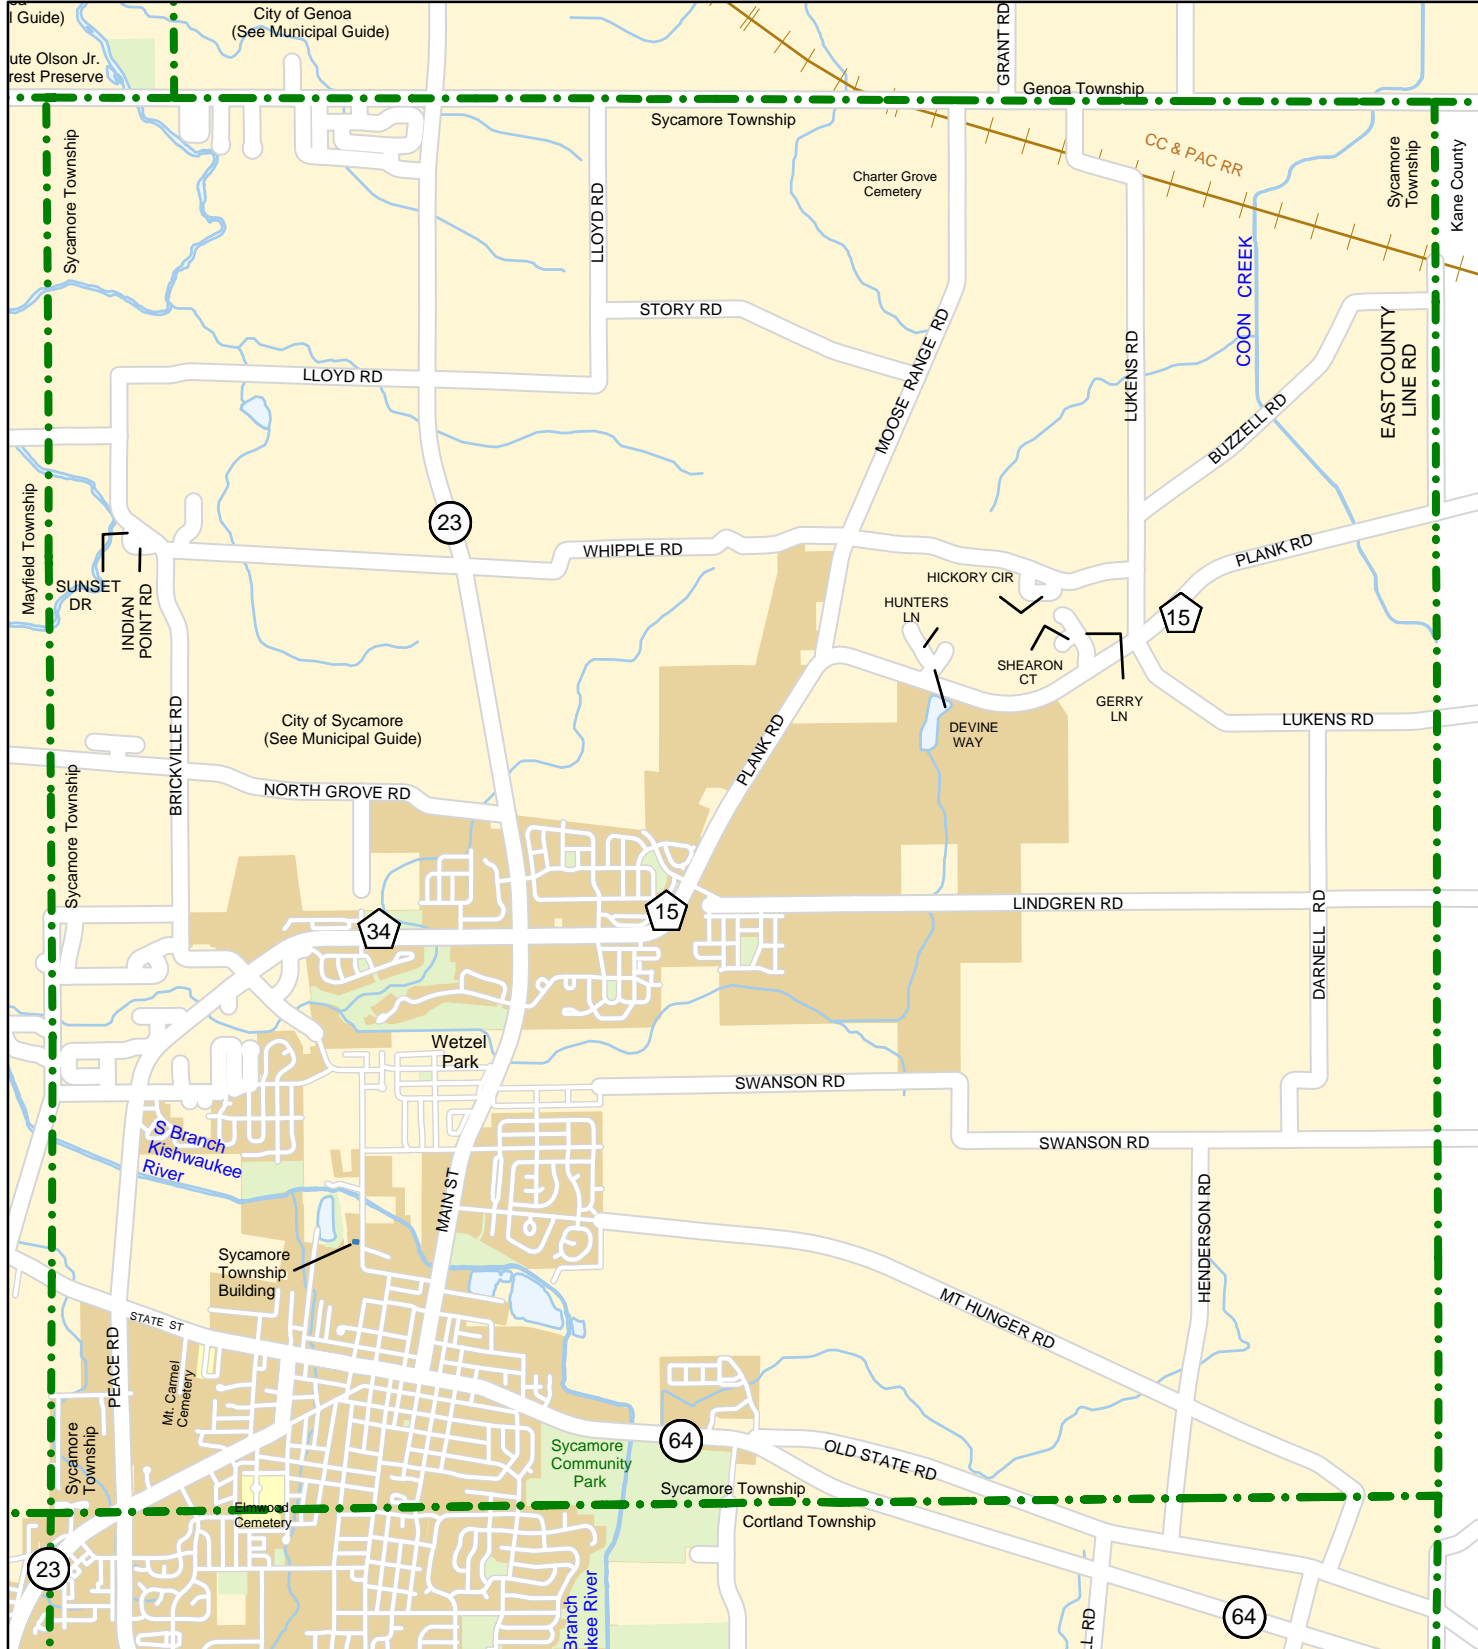 l Guide)
ute Olson Jr.
rest Preserve
City of Genoa
(See Municipal Guide)
GRANT RD
Genoa Township
Sycamore Township
Sycamore Township
LLOYD RD
Charter Grove
Cemetery
CC & PAC RR
Sycamore
Township
Kane County
COON CREEK
STORY RD
LLOYD RD
MOOSE RANGE RD
LUKENS RD
EAST COUNTY
LINE RD
BUZZELL RD
Mayfield Township
23
WHIPPLE RD
PLANK RD
SUNSET
DR
INDIAN
POINT RD
HICKORY CIR
HUNTERS
LN
15
SHEARON
CT
GERRY
LN
DEVINE
WAY
LUKENS RD
City of Sycamore
(See Municipal Guide)
BRICKVILLE RD
PLANK RD
NORTH GROVE RD
Sycamore Township
34
15
LINDGREN RD
DARNELL RD
Wetzel
Park
SWANSON RD
SWANSON RD
S Branch
Kishwaukee
River
MAIN ST
HENDERSON RD
Sycamore
Township
Building
MT HUNGER RD
STATE ST
PEACE RD
Mt. Carmel
Cemetery
Sycamore
Township
Sycamore
Community
Park
64
OLD STATE RD
Sycamore Township
Cortland Township
Elmwood
Cemetery
23
Branch
ukee River
LL RD
64